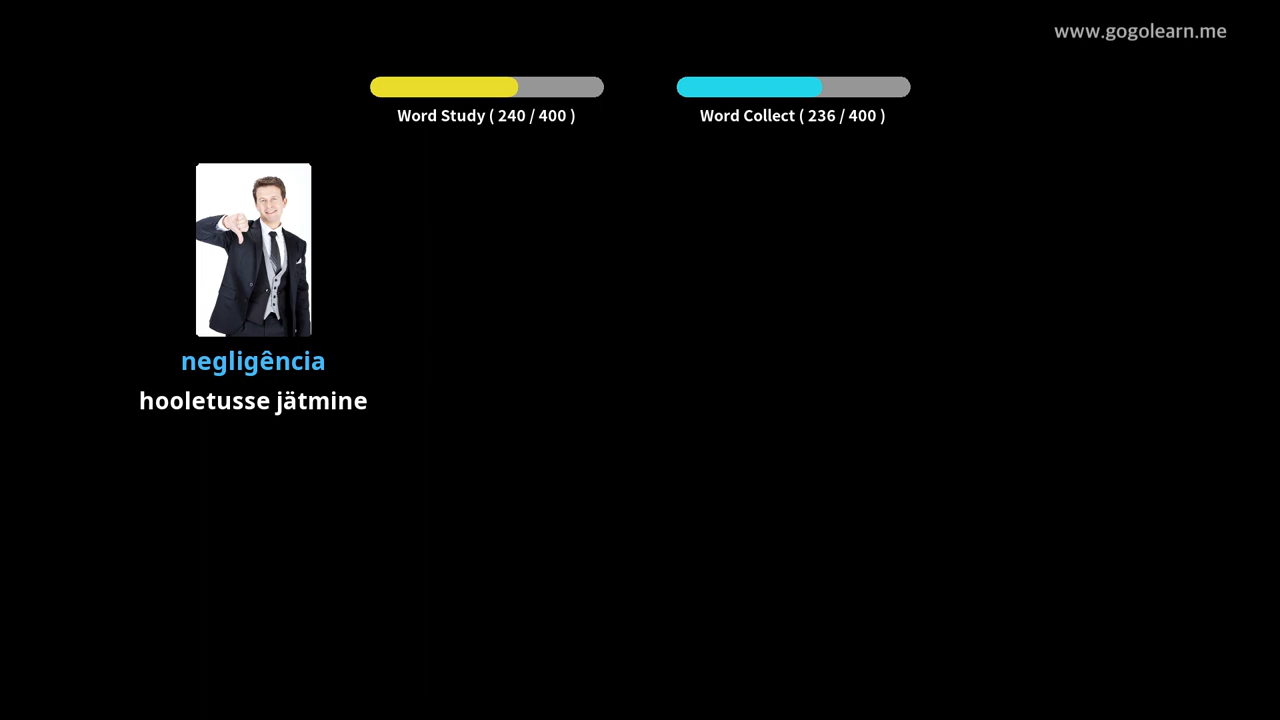 www.gogolearn.me
Word Study ( 240 / 400 )
Word Collect ( 236 / 400 )
negligência
hooletusse jätmine